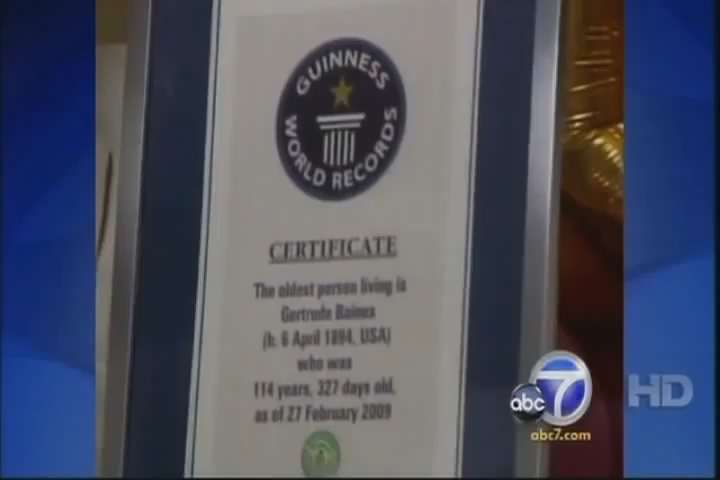 GUINNESS
WORLD RECORDS
CERTIFICATE
The oldest person living is
Gertrude Baines
(b. 6 April 1894, USA)
who was
114 years, 327 days old,
as of 27 February 2009
abc 7
HD
abc7.com